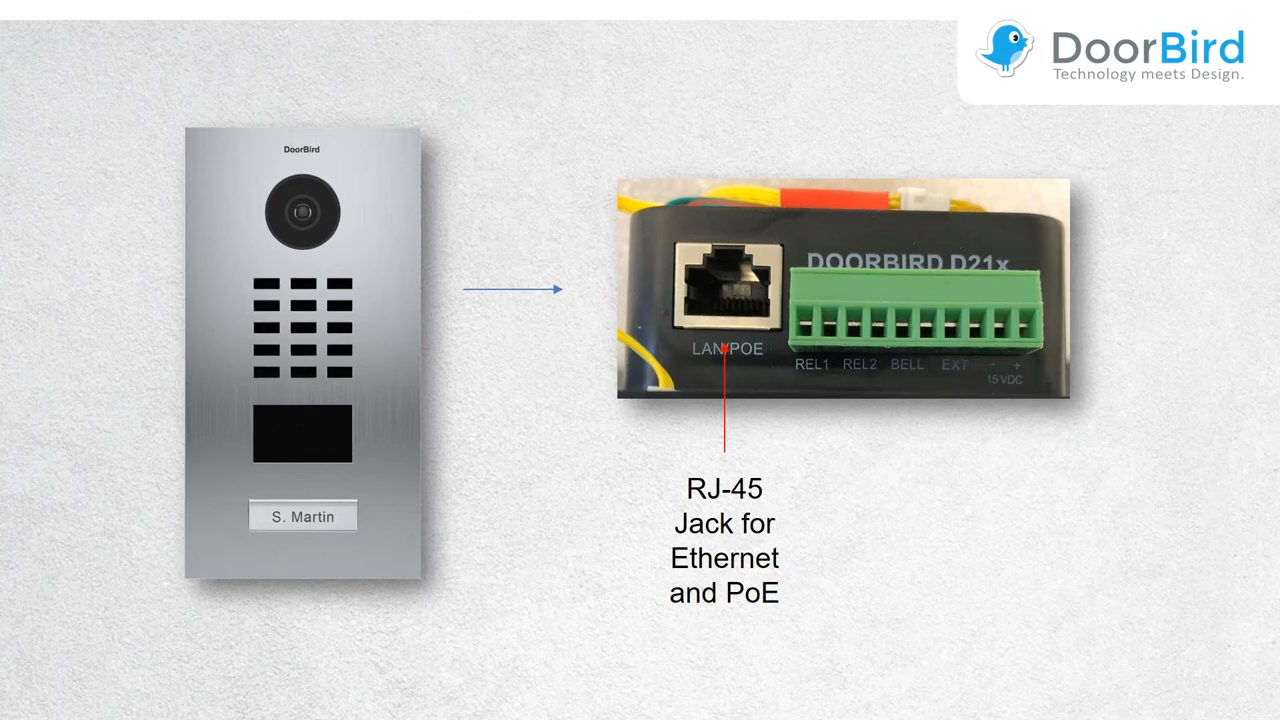 DoorBird
Technology meets Design.
DoorBird
S. Martin
DOORBIRD D21x
LAN/POE
REL1 REL2 BELL EXT - +
15 VDC
RJ-45
Jack for
Ethernet
and PoE